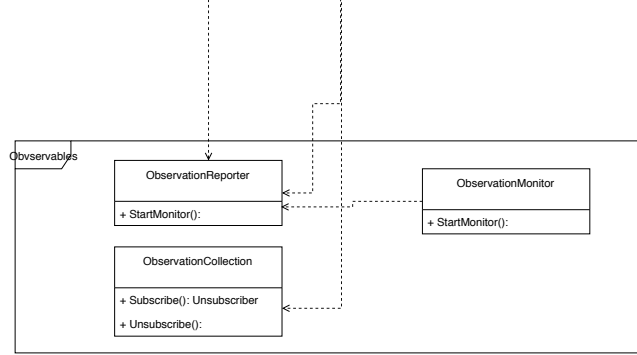 Obvservables
ObservationReporter
+ StartMonitor():
ObservationMonitor
+ StartMonitor():
ObservationCollection
+ Subscribe(): Unsubscriber
+ Unsubscribe():